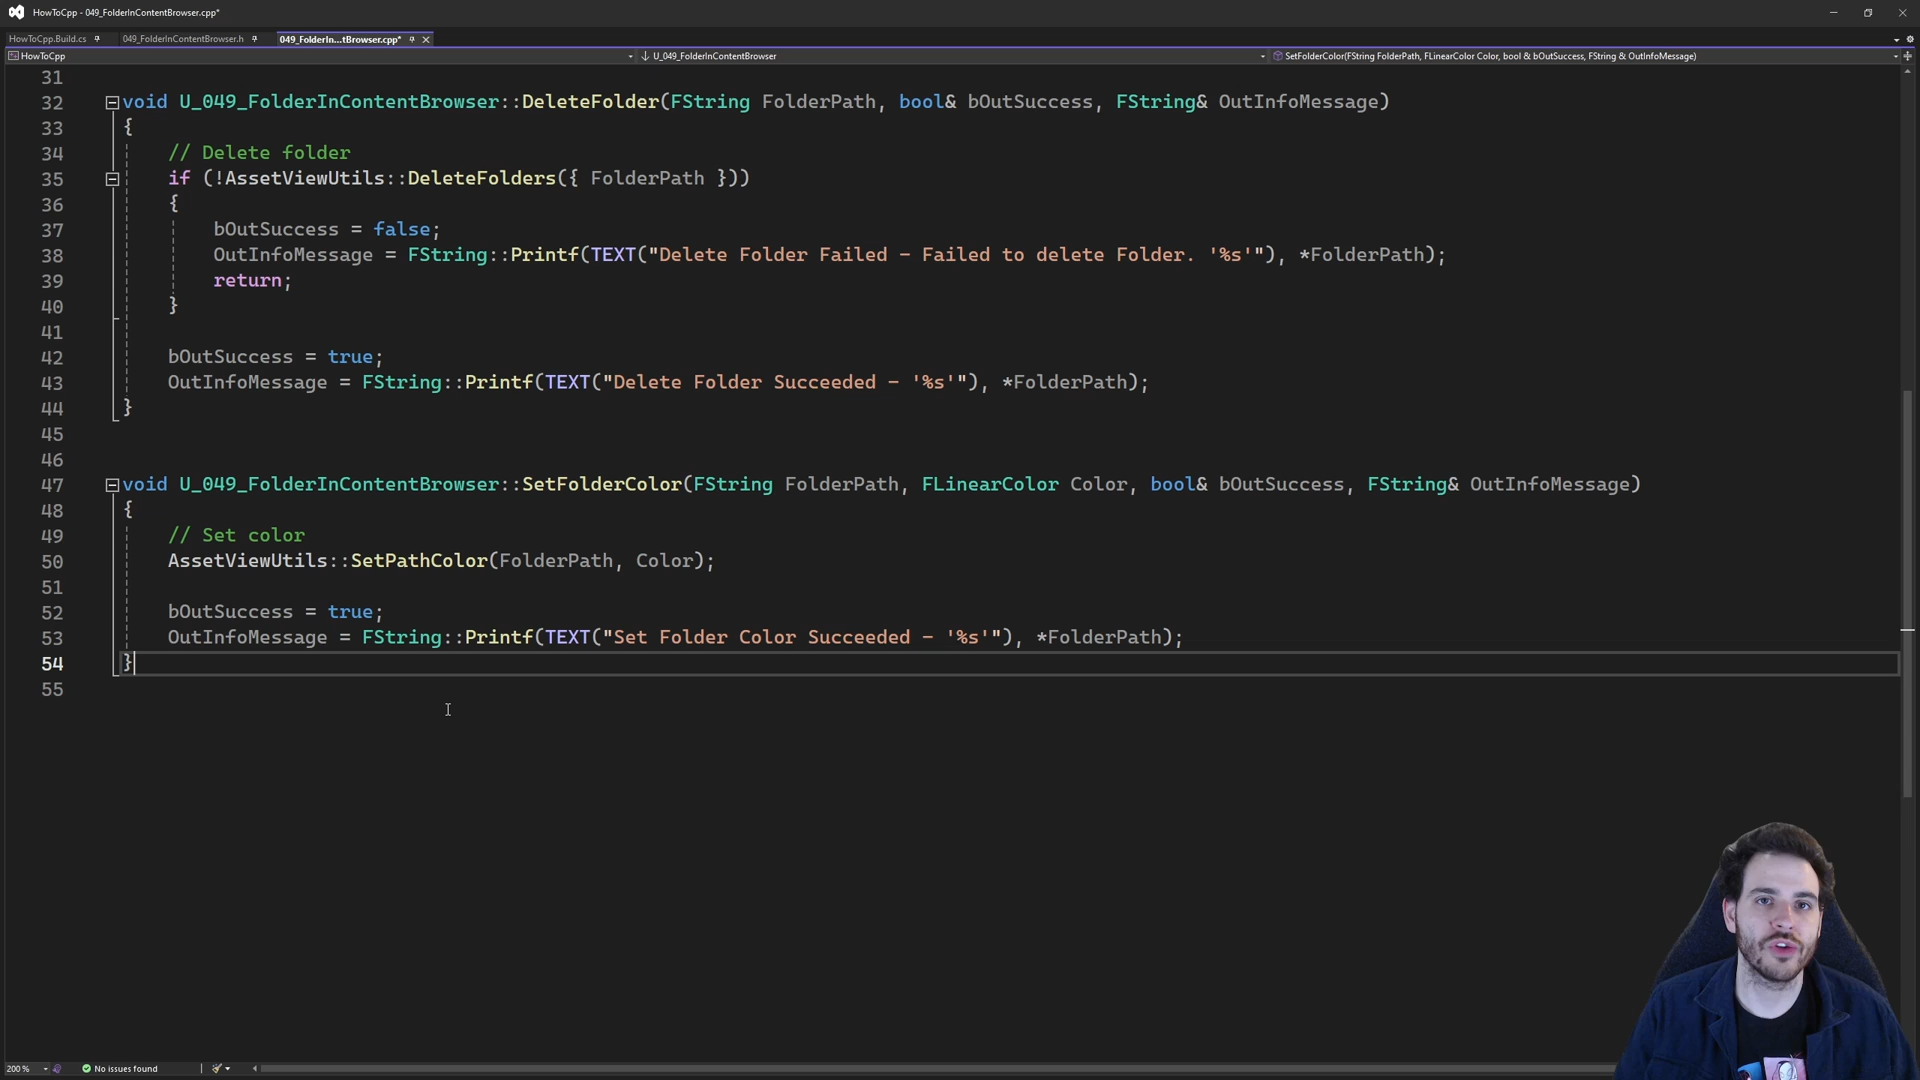 HowToCpp - 049_FolderInContentBrowser.cpp*
HowToCpp.Build.cs 049_FolderInContentBrowser.h 049_FolderIn...tBrowser.cpp*
HowToCpp U_049_FolderInContentBrowser SetFolderColor(FString FolderPath, FLinearColor Color, bool & bOutSuccess, FString & OutInfoMessage)
31
32 void U_049_FolderInContentBrowser::DeleteFolder(FString FolderPath, bool& bOutSuccess, FString& OutInfoMessage)
33 {
34 // Delete folder
35 if (!AssetViewUtils::DeleteFolders({ FolderPath }))
36 {
37 bOutSuccess = false;
38 OutInfoMessage = FString::Printf(TEXT("Delete Folder Failed - Failed to delete Folder. '%s'"), *FolderPath);
39 return;
40 }
41
42 bOutSuccess = true;
43 OutInfoMessage = FString::Printf(TEXT("Delete Folder Succeeded - '%s'"), *FolderPath);
44 }
45
46
47 void U_049_FolderInContentBrowser::SetFolderColor(FString FolderPath, FLinearColor Color, bool& bOutSuccess, FString& OutInfoMessage)
48 {
49 // Set color
50 AssetViewUtils::SetPathColor(FolderPath, Color);
51
52 bOutSuccess = true;
53 OutInfoMessage = FString::Printf(TEXT("Set Folder Color Succeeded - '%s'"), *FolderPath);
54 }
55
200 % No issues found